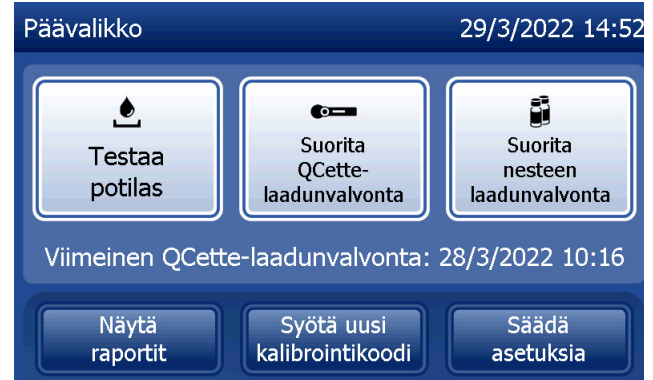 Päävalikko 29/3/2022 14:52
Testaa
potilas
Suorita
QCette-
laadunvalvonta
Suorita
nesteen
laadunvalvonta
Viimeinen QCette-laadunvalvonta: 28/3/2022 10:16
Näytä
raportit
Syötä uusi
kalibrointikoodi
Säädä
asetuksia